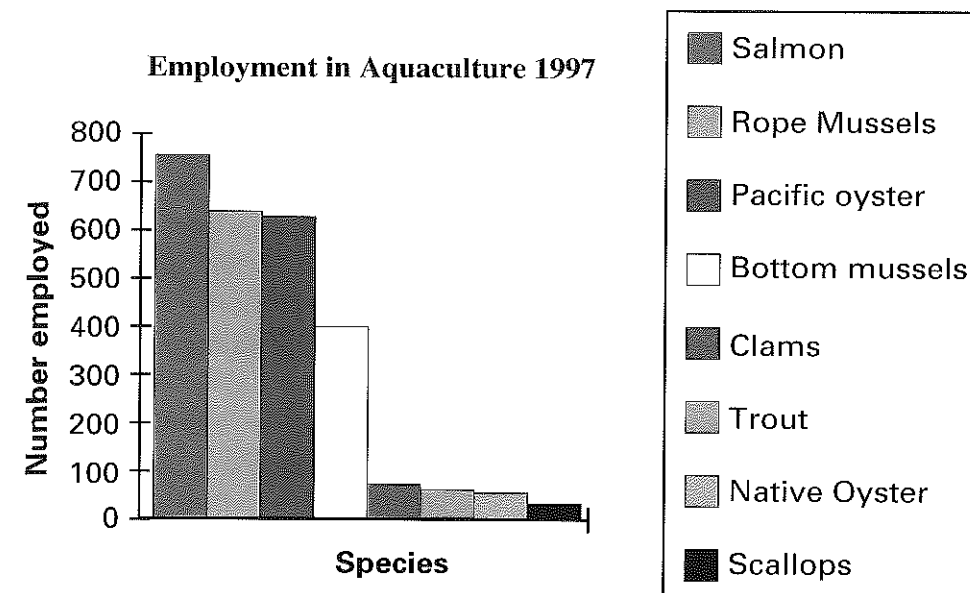 Employment in Aquaculture 1997
800
700
600
500
400
300
200
100
0
Number employed
Species
Salmon
Rope Mussels
Pacific oyster
Bottom mussels
Clams
Trout
Native Oyster
Scallops